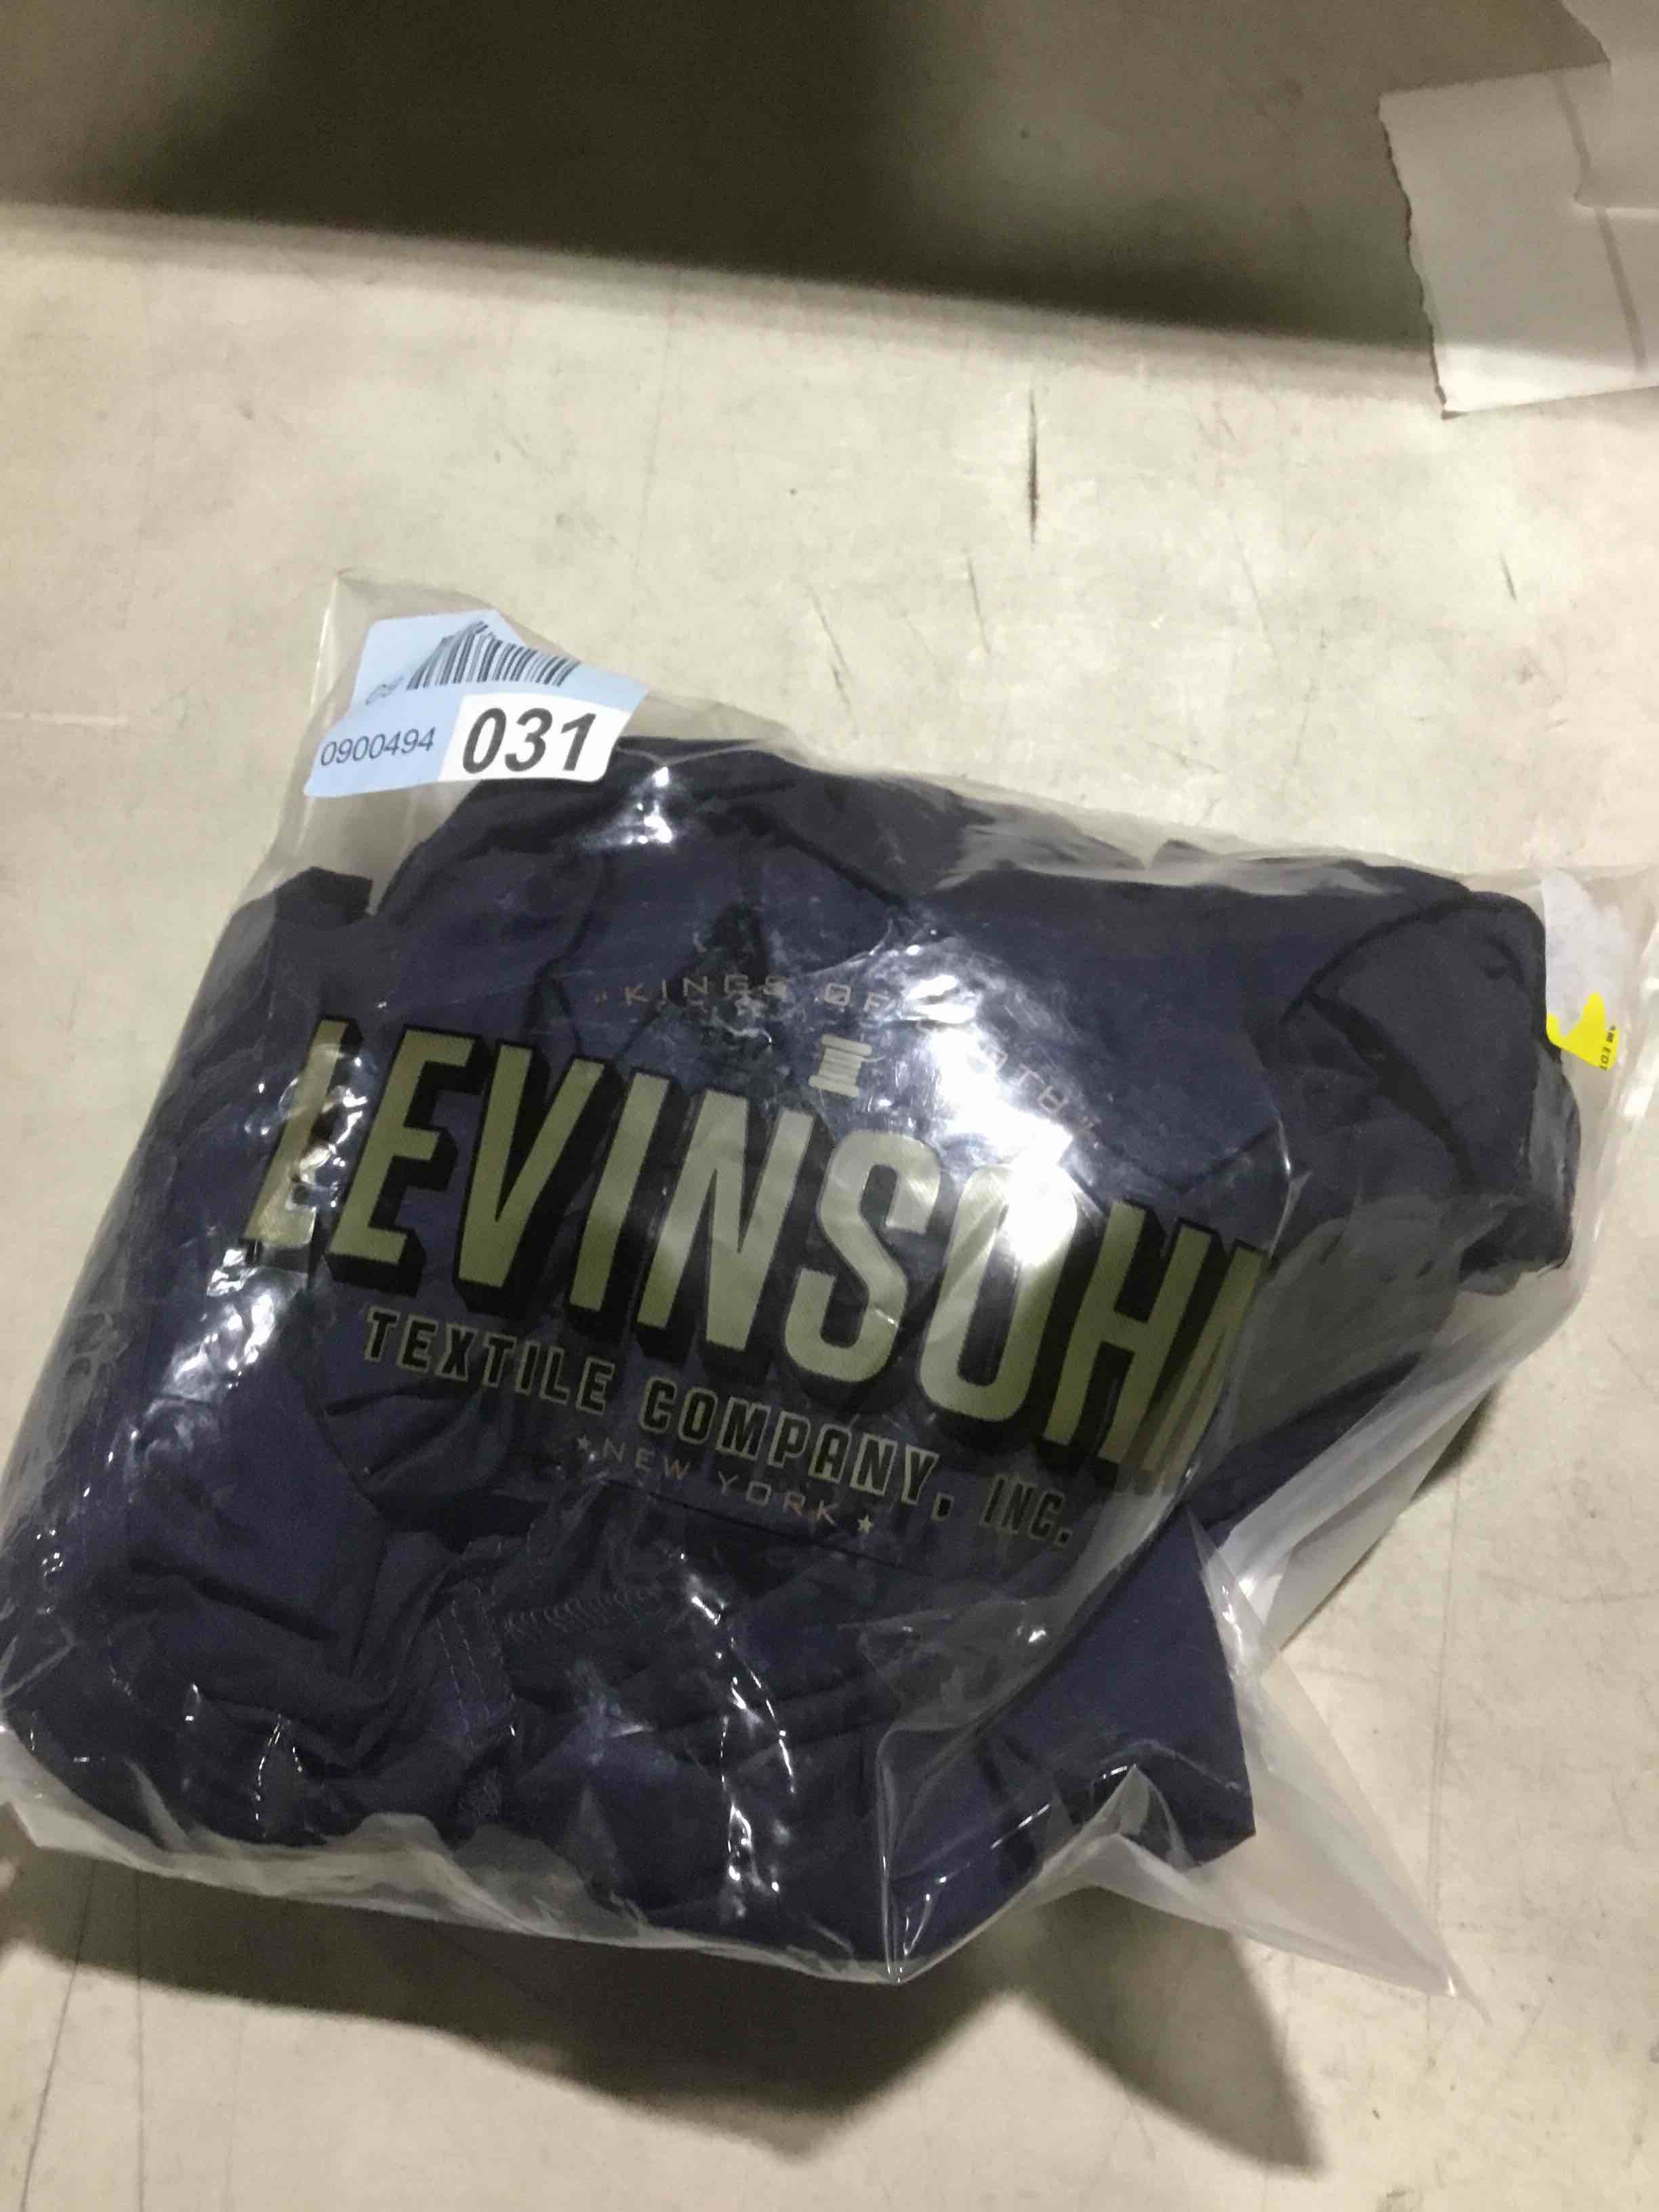 0900494 031
"KINGS OF
LEVINSOHN
TEXTILE COMPANY, INC.
★ NEW YORK ★